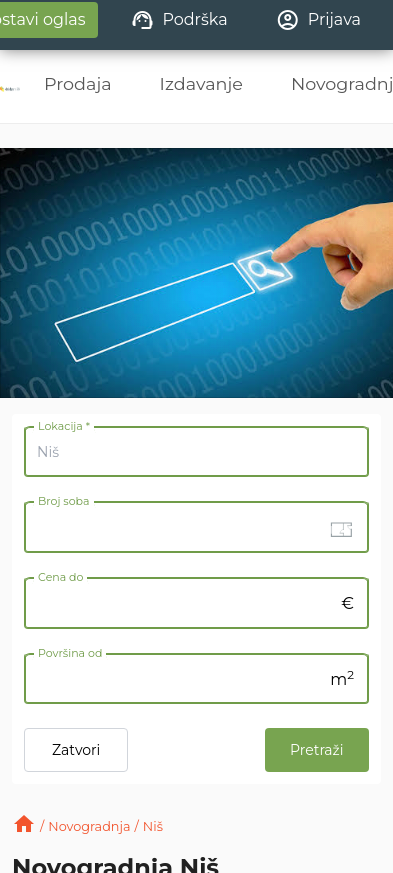 ostavi oglas Podrška Prijava
Prodaja Izdavanje Novogradnj
Lokacija *
Niš
Broj soba
Cena do
€
Površina od
m²
Zatvori Pretraži
/ Novogradnja / Niš
Novogradnja Niš